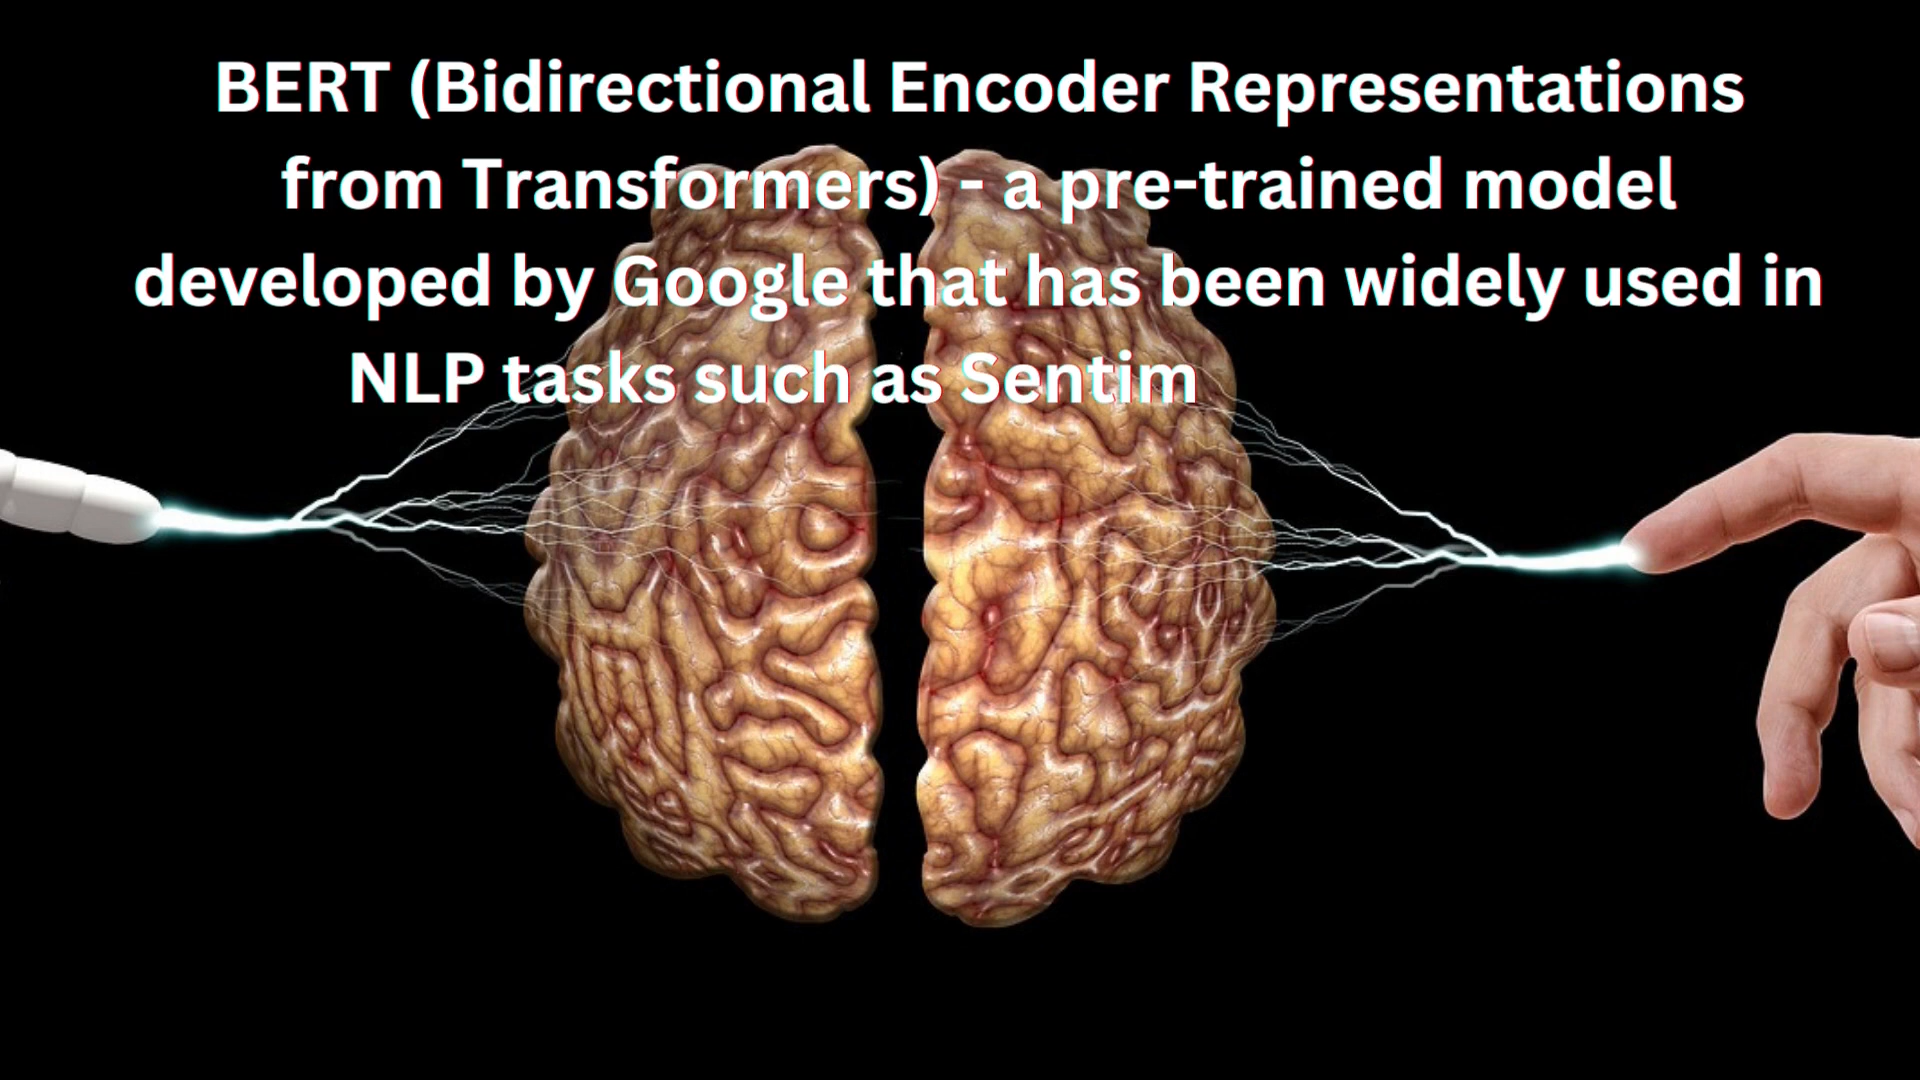 BERT (Bidirectional Encoder Representations
from Transformers) - a pre-trained model
developed by Google that has been widely used in
NLP tasks such as Sentim